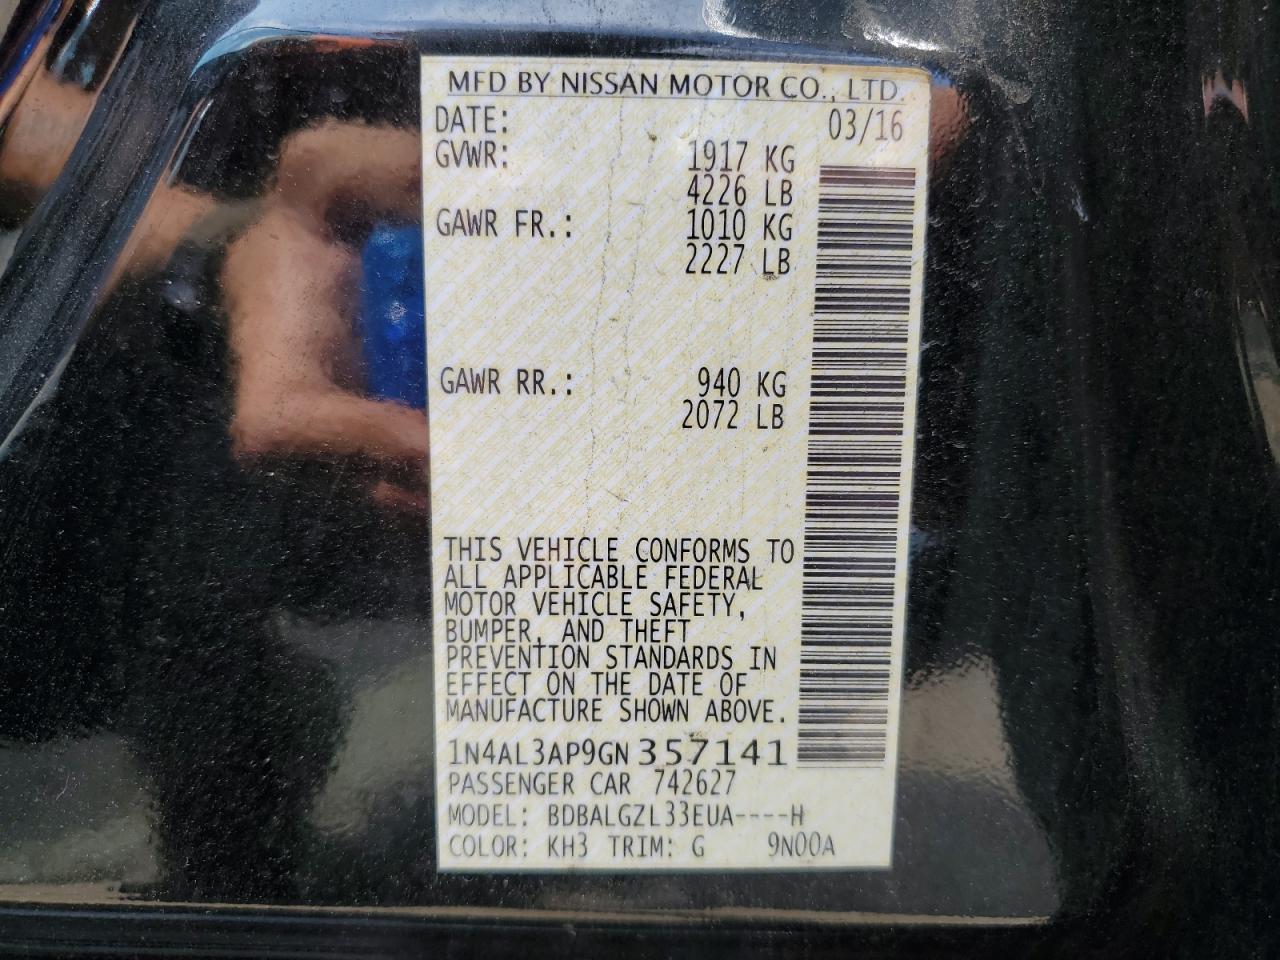 MFD BY NISSAN MOTOR CO., LTD.
DATE: 03/16
GVWR: 1917 KG
4226 LB
GAWR FR.: 1010 KG
2227 LB
GAWR RR.: 940 KG
2072 LB
THIS VEHICLE CONFORMS TO
ALL APPLICABLE FEDERAL
MOTOR VEHICLE SAFETY,
BUMPER, AND THEFT
PREVENTION STANDARDS IN
EFFECT ON THE DATE OF
MANUFACTURE SHOWN ABOVE.
1N4AL3AP9GN357141
PASSENGER CAR 742627
MODEL: BDBALGZL33EUA----H
COLOR: KH3 TRIM: G 9N00A